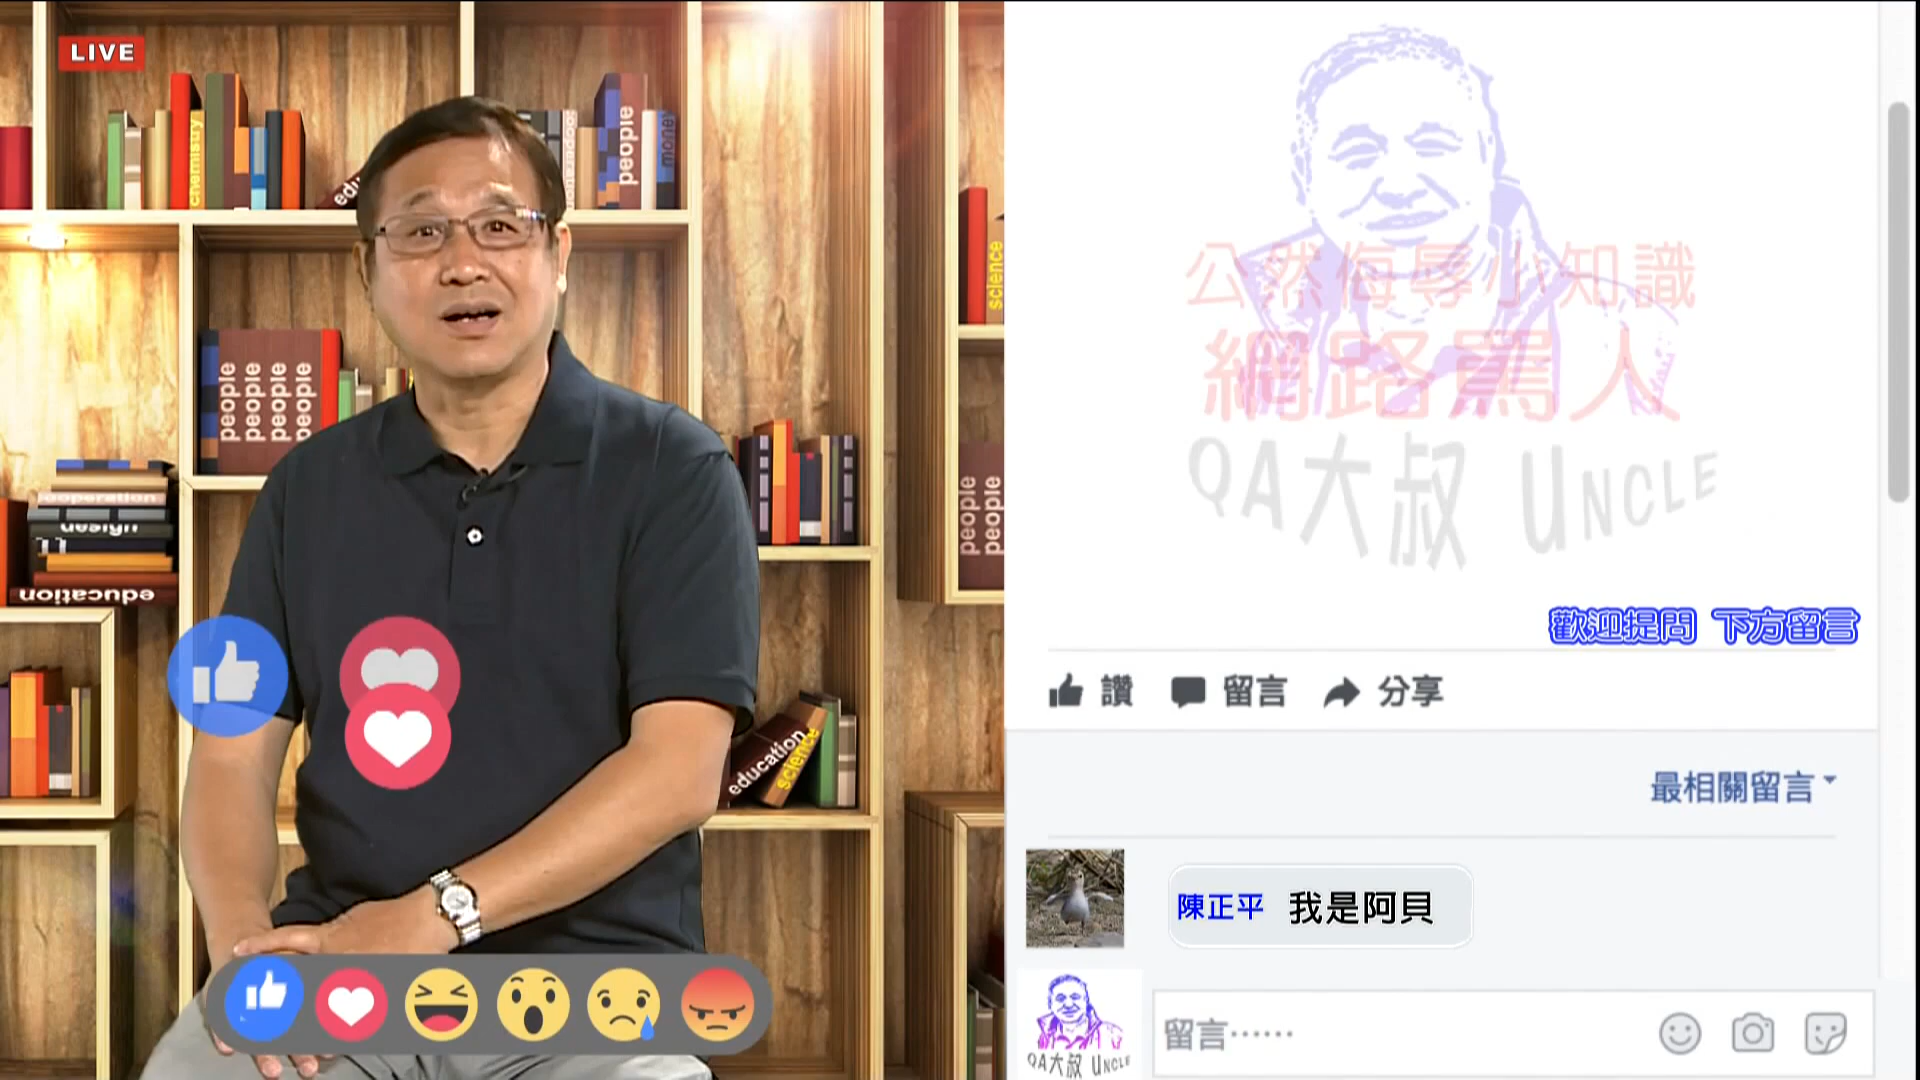 LIVE
chemistry
edu
cooperation
people
money
science
people
people
people
people
people
people
cooperation
design
education
education
science
公然侮辱小知識
網路罵人
QA大叔 UNCLE
歡迎提問 下方留言
讚 留言 分享
最相關留言
陳正平 我是阿貝
QA大叔 UNCLE
留言……